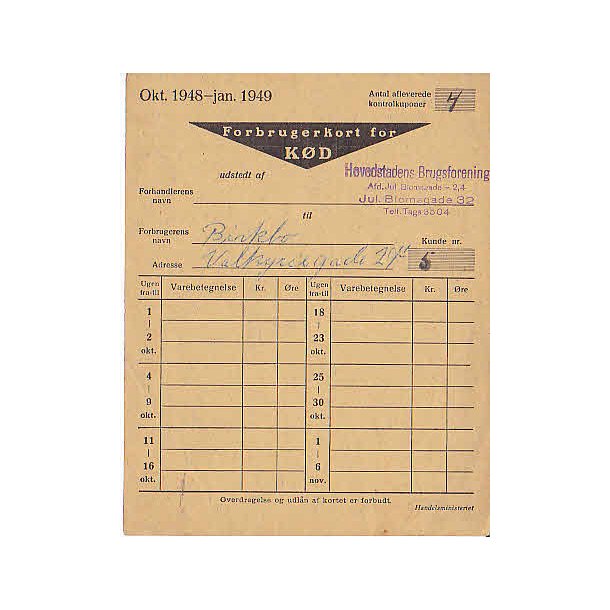 Okt. 1948–jan. 1949
Antal afleverede
kontrolkuponer 4
Forbrugerkort for
KØD
udstedt af
Hovedstadens Brugsforening
Afd. Jul. Blomsgade – 2,4
Jul. Blomsgade 32
Telf. Taga 3504
Forhandlerens
navn
til
Forbrugerens
navn Birkbo
Kunde nr.
Adresse Valkyriegade 5
Ugen
fra-til Varebetegnelse Kr. Øre Ugen
fra-til Varebetegnelse Kr. Øre
1 – 2 okt. 18 – 23 okt.
4 – 9 okt. 25 – 30 okt.
11 – 16 okt. 1 – 6 nov.
Overdragelse og udlån af kortet er forbudt.
Handelsministeriet